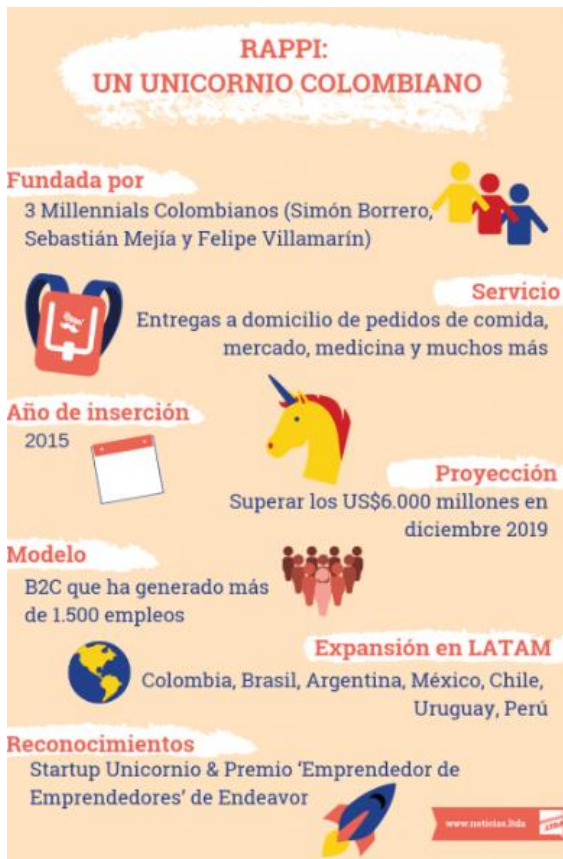 RAPPI:
UN UNICORNIO COLOMBIANO
Fundada por
3 Millennials Colombianos (Simón Borrero,
Sebastián Mejía y Felipe Villamarín)
Servicio
Entregas a domicilio de pedidos de comida,
mercado, medicina y muchos más
Año de inserción
2015
Proyección
Superar los US$6.000 millones en
diciembre 2019
Modelo
B2C que ha generado más
de 1.500 empleos
Expansión en LATAM
Colombia, Brasil, Argentina, México, Chile,
Uruguay, Perú
Reconocimientos
Startup Unicornio & Premio ‘Emprendedor de
Emprendedores’ de Endeavor
www.noticias.ltda